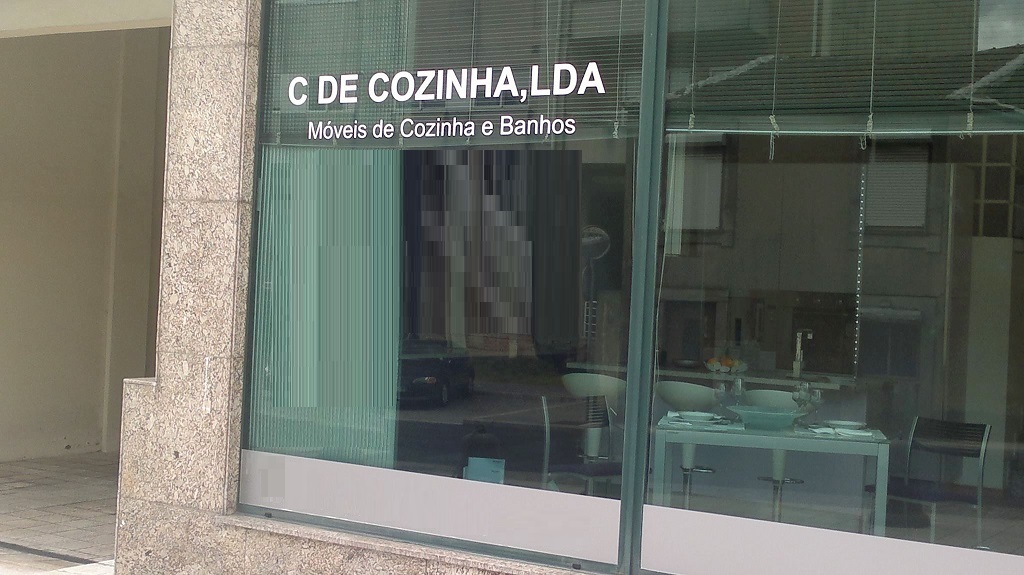 C DE COZINHA,LDA
Móveis de Cozinha e Banhos